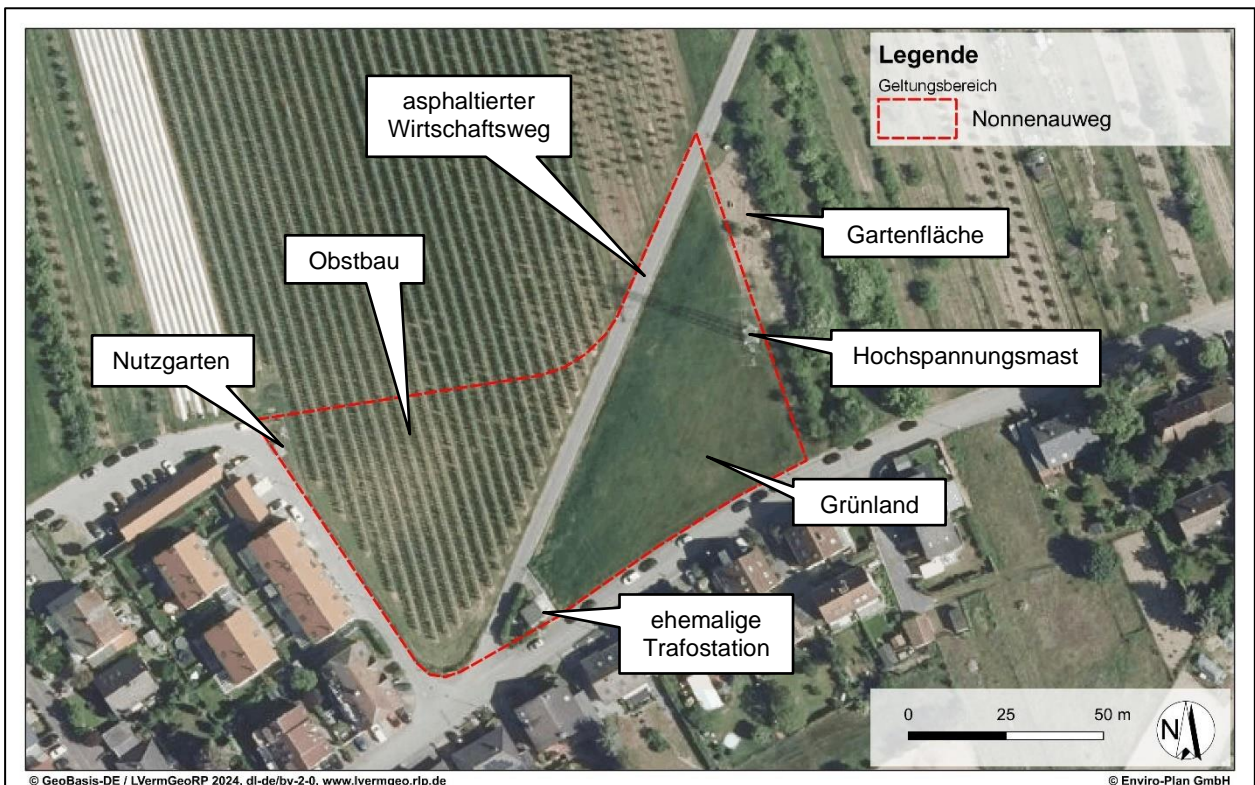 Legende
Geltungsbereich
Nonnenauweg
asphaltierter
Wirtschaftsweg
Gartenfläche
Obstbau
Nutzgarten
Hochspannungsmast
Grünland
ehemalige
Trafostation
0 25 50 m
N
© GeoBasis-DE / LVermGeoRP 2024, dl-de/by-2-0, www.lvermgeo.rlp.de
© Enviro-Plan GmbH